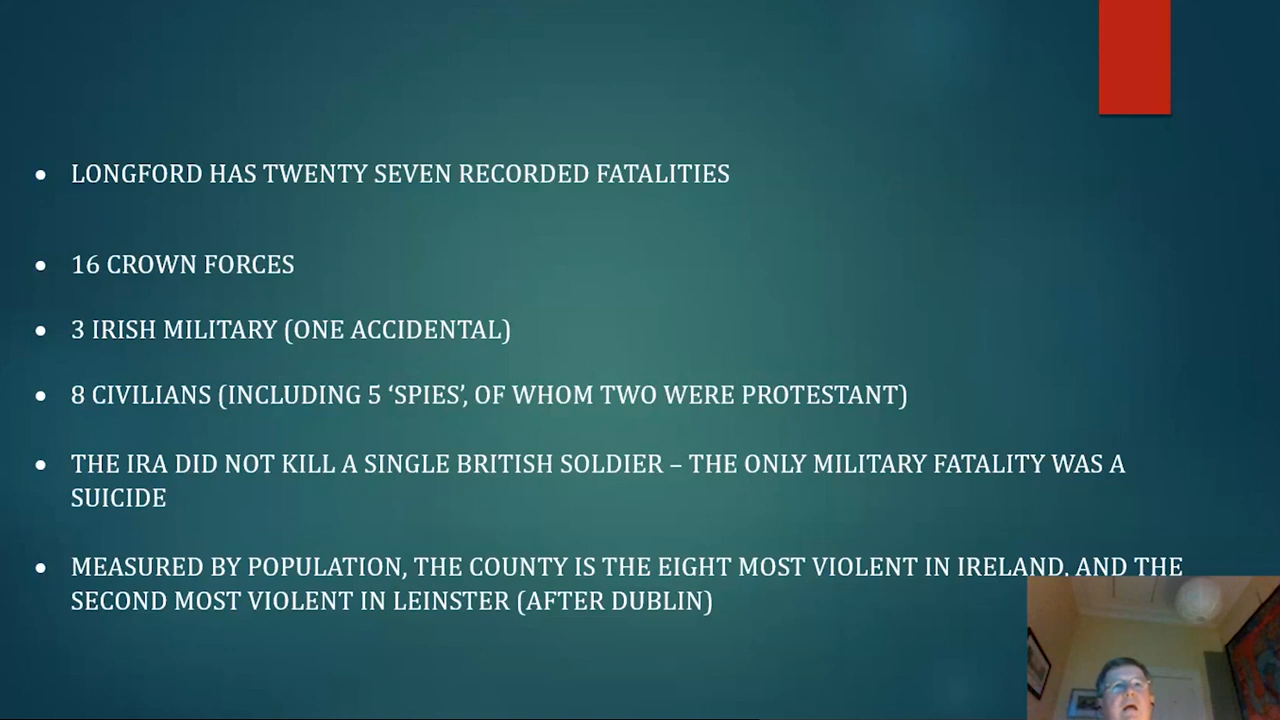 LONGFORD HAS TWENTY SEVEN RECORDED FATALITIES
16 CROWN FORCES
3 IRISH MILITARY (ONE ACCIDENTAL)
8 CIVILIANS (INCLUDING 5 ‘SPIES’, OF WHOM TWO WERE PROTESTANT)
THE IRA DID NOT KILL A SINGLE BRITISH SOLDIER – THE ONLY MILITARY FATALITY WAS A
SUICIDE
MEASURED BY POPULATION, THE COUNTY IS THE EIGHT MOST VIOLENT IN IRELAND, AND THE
SECOND MOST VIOLENT IN LEINSTER (AFTER DUBLIN)